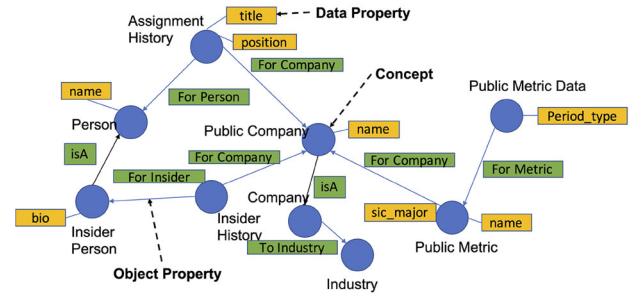 Assignment
History
title
Data Property
position
For Company
Concept
Public Metric Data
name
For Person
Person
Public Company
name
Period_type
isA
For Company
For Company
For Metric
For Insider
Company
isA
bio
Insider
Person
Insider
History
sic_major
name
To Industry
Public Metric
Object Property
Industry